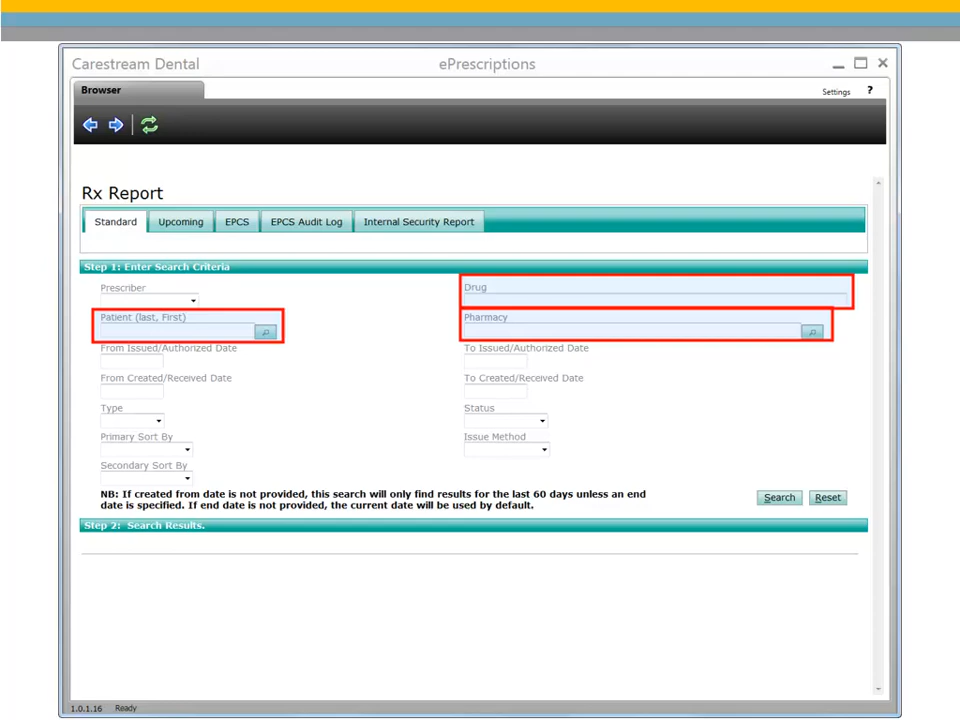 Carestream Dental
ePrescriptions
Browser
Settings ?
Rx Report
Standard Upcoming EPCS EPCS Audit Log Internal Security Report
Step 1: Enter Search Criteria
Prescriber
Drug
Patient (last, First)
Pharmacy
From Issued/Authorized Date
To Issued/Authorized Date
From Created/Received Date
To Created/Received Date
Type
Status
Primary Sort By
Issue Method
Secondary Sort By
NB: If created from date is not provided, this search will only find results for the last 60 days unless an end
date is specified. If end date is not provided, the current date will be used by default.
Search Reset
Step 2: Search Results.
1.0.1.16 Ready